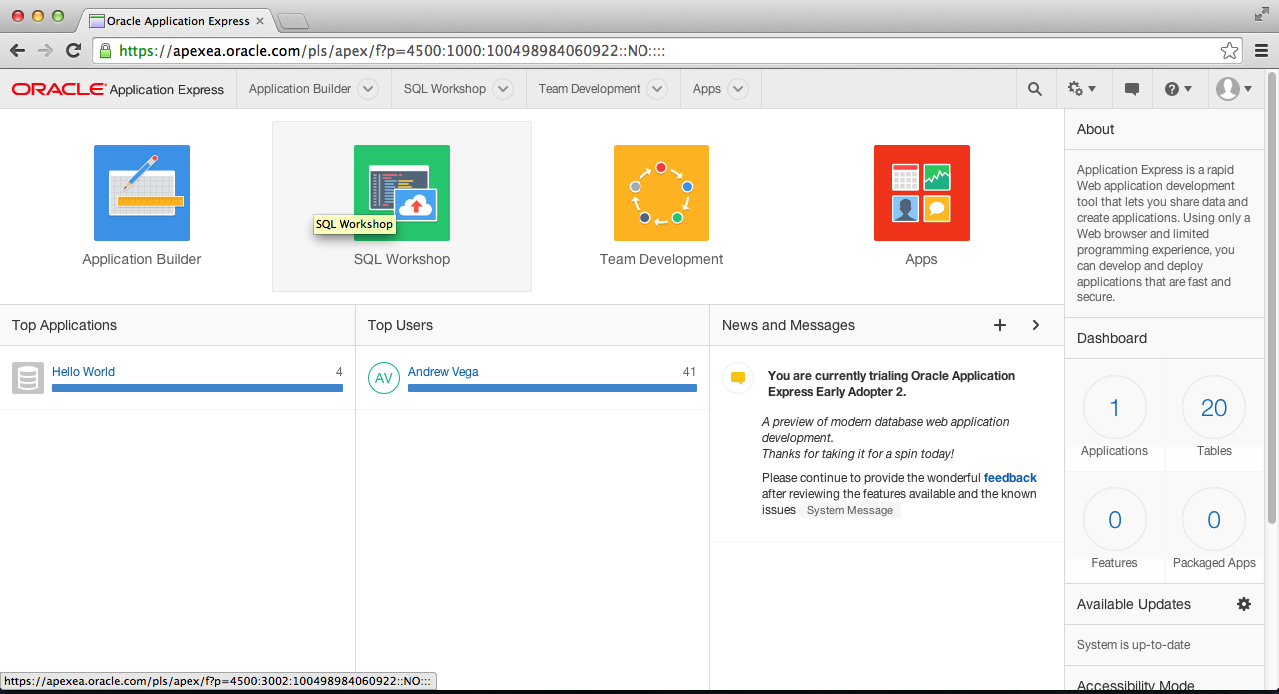 Oracle Application Express
https://apexea.oracle.com/pls/apex/f?p=4500:1000:100498984060922::NO::::
ORACLE Application Express
Application Builder
SQL Workshop
Team Development
Apps
Application Builder
SQL Workshop
SQL Workshop
Team Development
Apps
About
Application Express is a rapid
Web application development
tool that lets you share data and
create applications. Using only a
Web browser and limited
programming experience, you
can develop and deploy
applications that are fast and
secure.
Top Applications
Hello World
4
Top Users
AV
Andrew Vega
41
News and Messages
You are currently trialing Oracle Application
Express Early Adopter 2.
A preview of modern database web application
development.
Thanks for taking it for a spin today!
Please continue to provide the wonderful feedback
after reviewing the features available and the known
issues System Message
Dashboard
1
Applications
20
Tables
0
Features
0
Packaged Apps
Available Updates
System is up-to-date
Accessibility Mode
https://apexea.oracle.com/pls/apex/f?p=4500:3002:100498984060922::NO:::